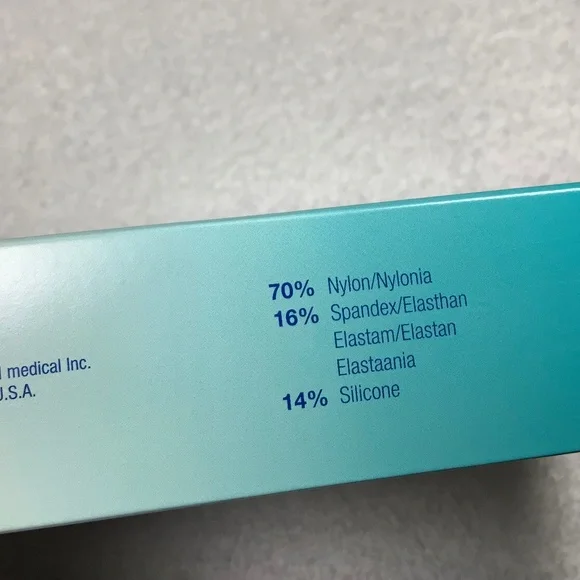 medical Inc.
U.S.A.
70% Nylon/Nylonia
16% Spandex/Elasthan
Elastam/Elastan
Elastaania
14% Silicone